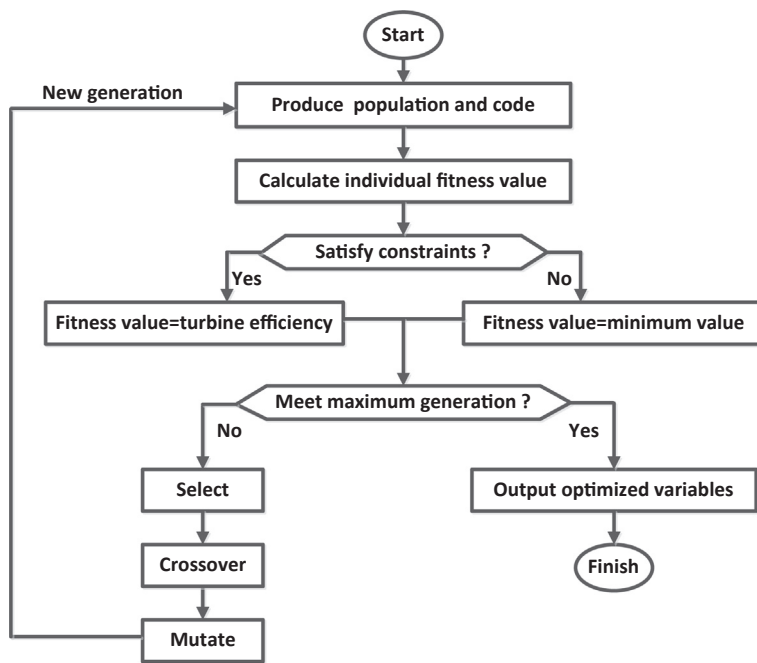 Start
New generation
Produce population and code
Calculate individual fitness value
Satisfy constraints ?
Yes
No
Fitness value=turbine efficiency
Fitness value=minimum value
Meet maximum generation ?
No
Yes
Select
Output optimized variables
Crossover
Finish
Mutate